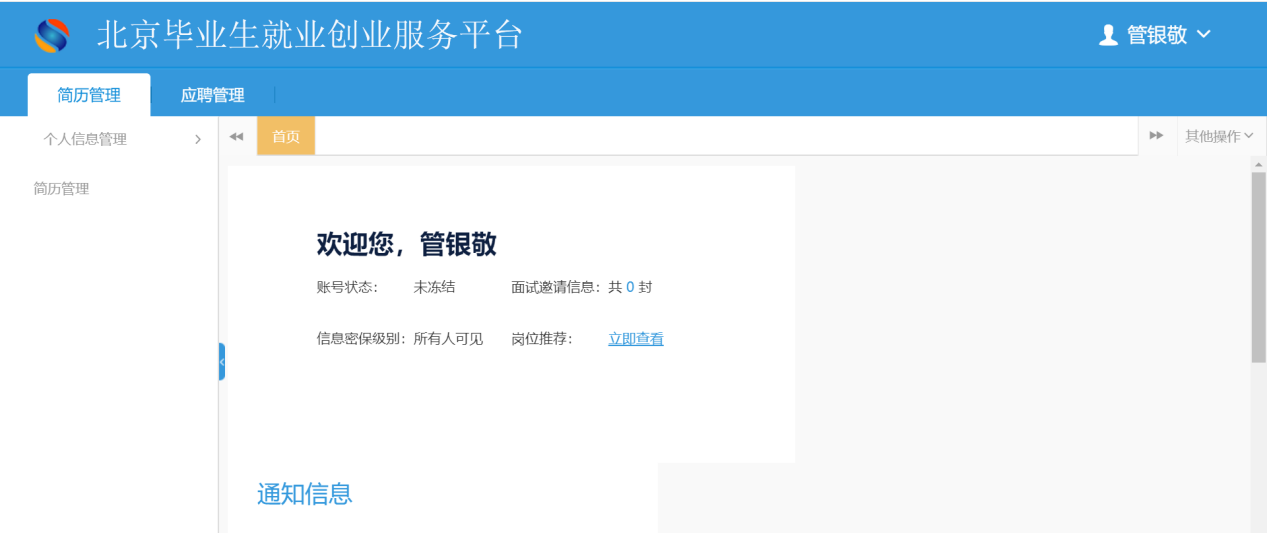 北京毕业生就业创业服务平台
管银敬
简历管理 应聘管理
个人信息管理
首页
其他操作
简历管理
欢迎您，管银敬
账号状态： 未冻结 面试邀请信息：共 0 封
信息密保级别：所有人可见 岗位推荐： 立即查看
通知信息